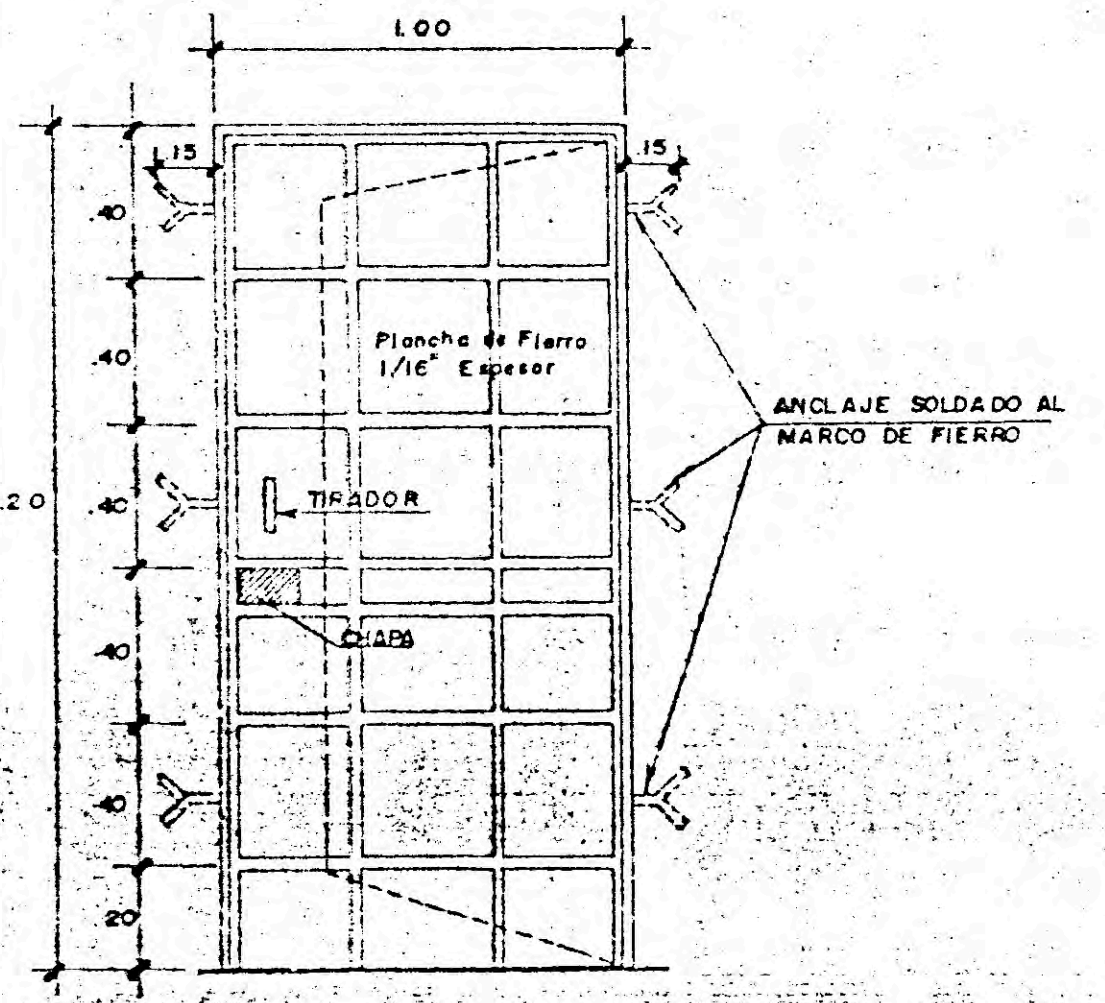 1.00
.15
.15
.40
.40
Plancha de Fierro
1/16" Espesor
ANCLAJE SOLDADO AL
MARCO DE FIERRO
.20
.40
TIRADOR
CHAPA
.40
.40
20